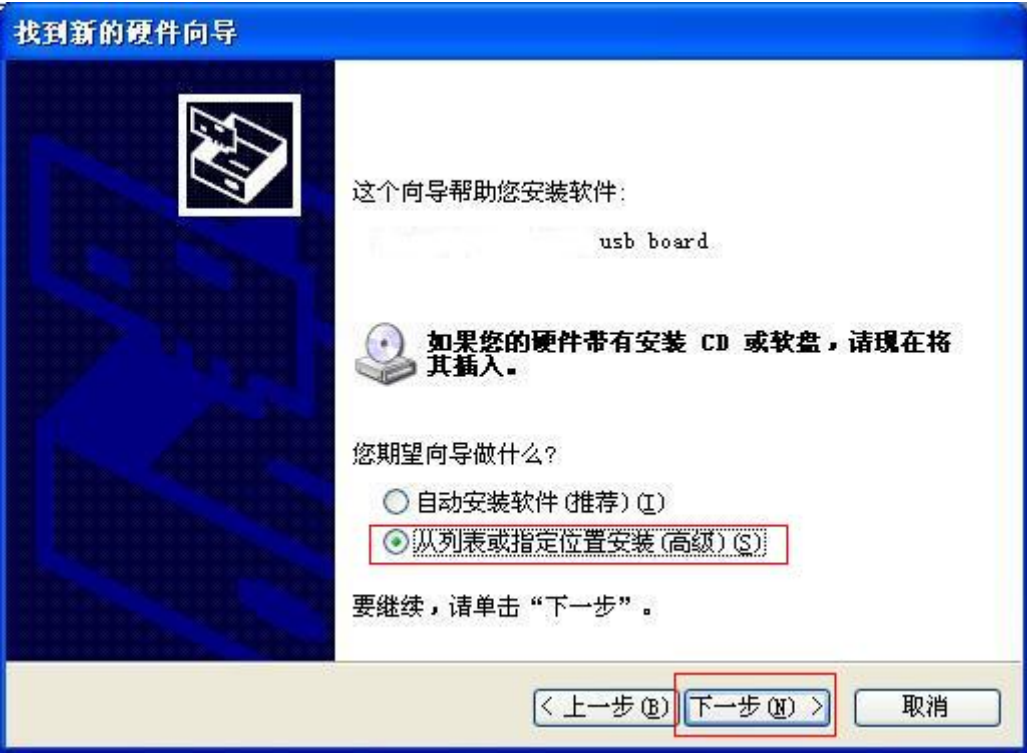 找到新的硬件向导
这个向导帮助您安装软件:
usb board
如果您的硬件带有安装 CD 或软盘，请现在将
其插入。
您期望向导做什么?
自动安装软件(推荐)(I)
从列表或指定位置安装(高级)(S)
要继续，请单击“下一步”。
< 上一步(B) 下一步(N) > 取消